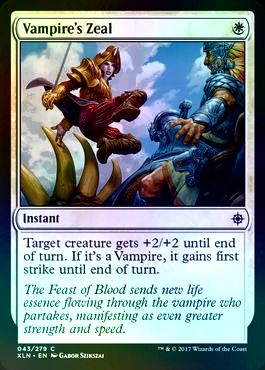 Vampire's Zeal
Instant
Target creature gets +2/+2 until end
of turn. If it's a Vampire, it gains first
strike until end of turn.
The Feast of Blood sends new life
essence flowing through the vampire who
partakes, manifesting as even greater
strength and speed.
043/279 C
XLN • EN Gabor Szikszai
™ & © 2017 Wizards of the Coast